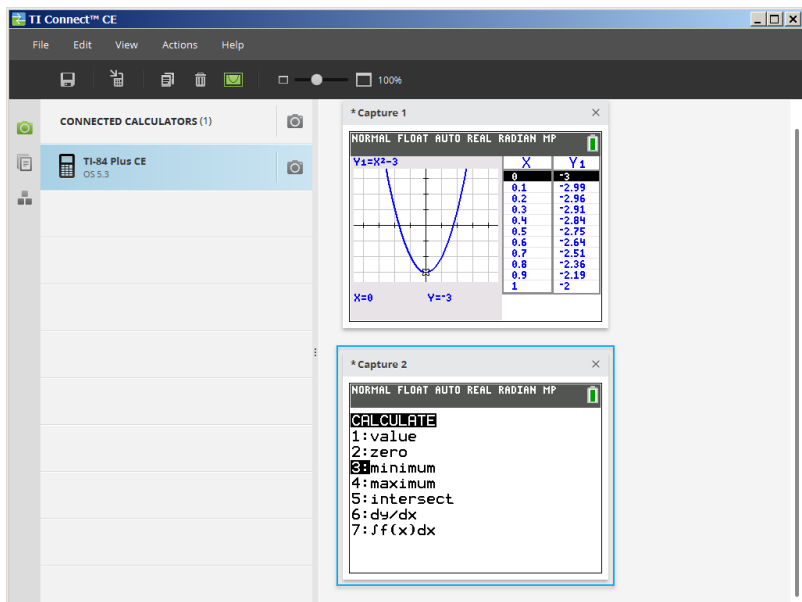 TI Connect™ CE
File Edit View Actions Help
100%
CONNECTED CALCULATORS (1)
TI-84 Plus CE
OS 5.3
*Capture 1
NORMAL FLOAT AUTO REAL RADIAN MP
Y1=X²-3
X Y1
0 -3
0.1 -2.99
0.2 -2.96
0.3 -2.91
0.4 -2.84
0.5 -2.75
0.6 -2.64
0.7 -2.51
0.8 -2.36
0.9 -2.19
1 -2
X=0 Y=-3
*Capture 2
NORMAL FLOAT AUTO REAL RADIAN MP
CALCULATE
1:value
2:zero
3:minimum
4:maximum
5:intersect
6:dy/dx
7:∫f(x)dx